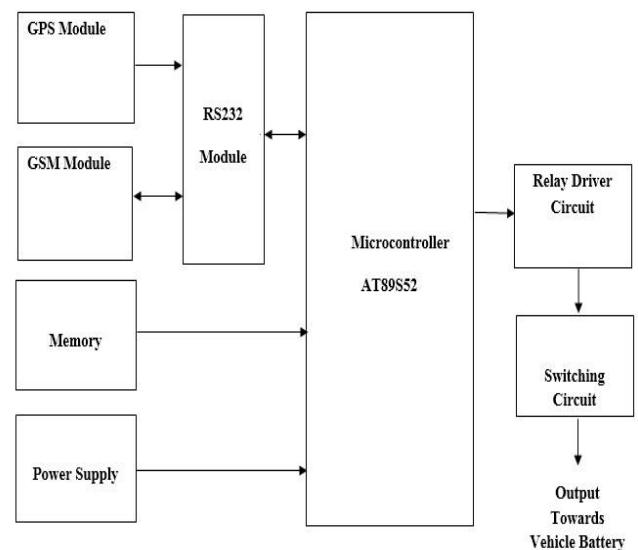 GPS Module
RS232
Module
GSM Module
Memory
Power Supply
Microcontroller
AT89S52
Relay Driver
Circuit
Switching
Circuit
Output
Towards
Vehicle Battery